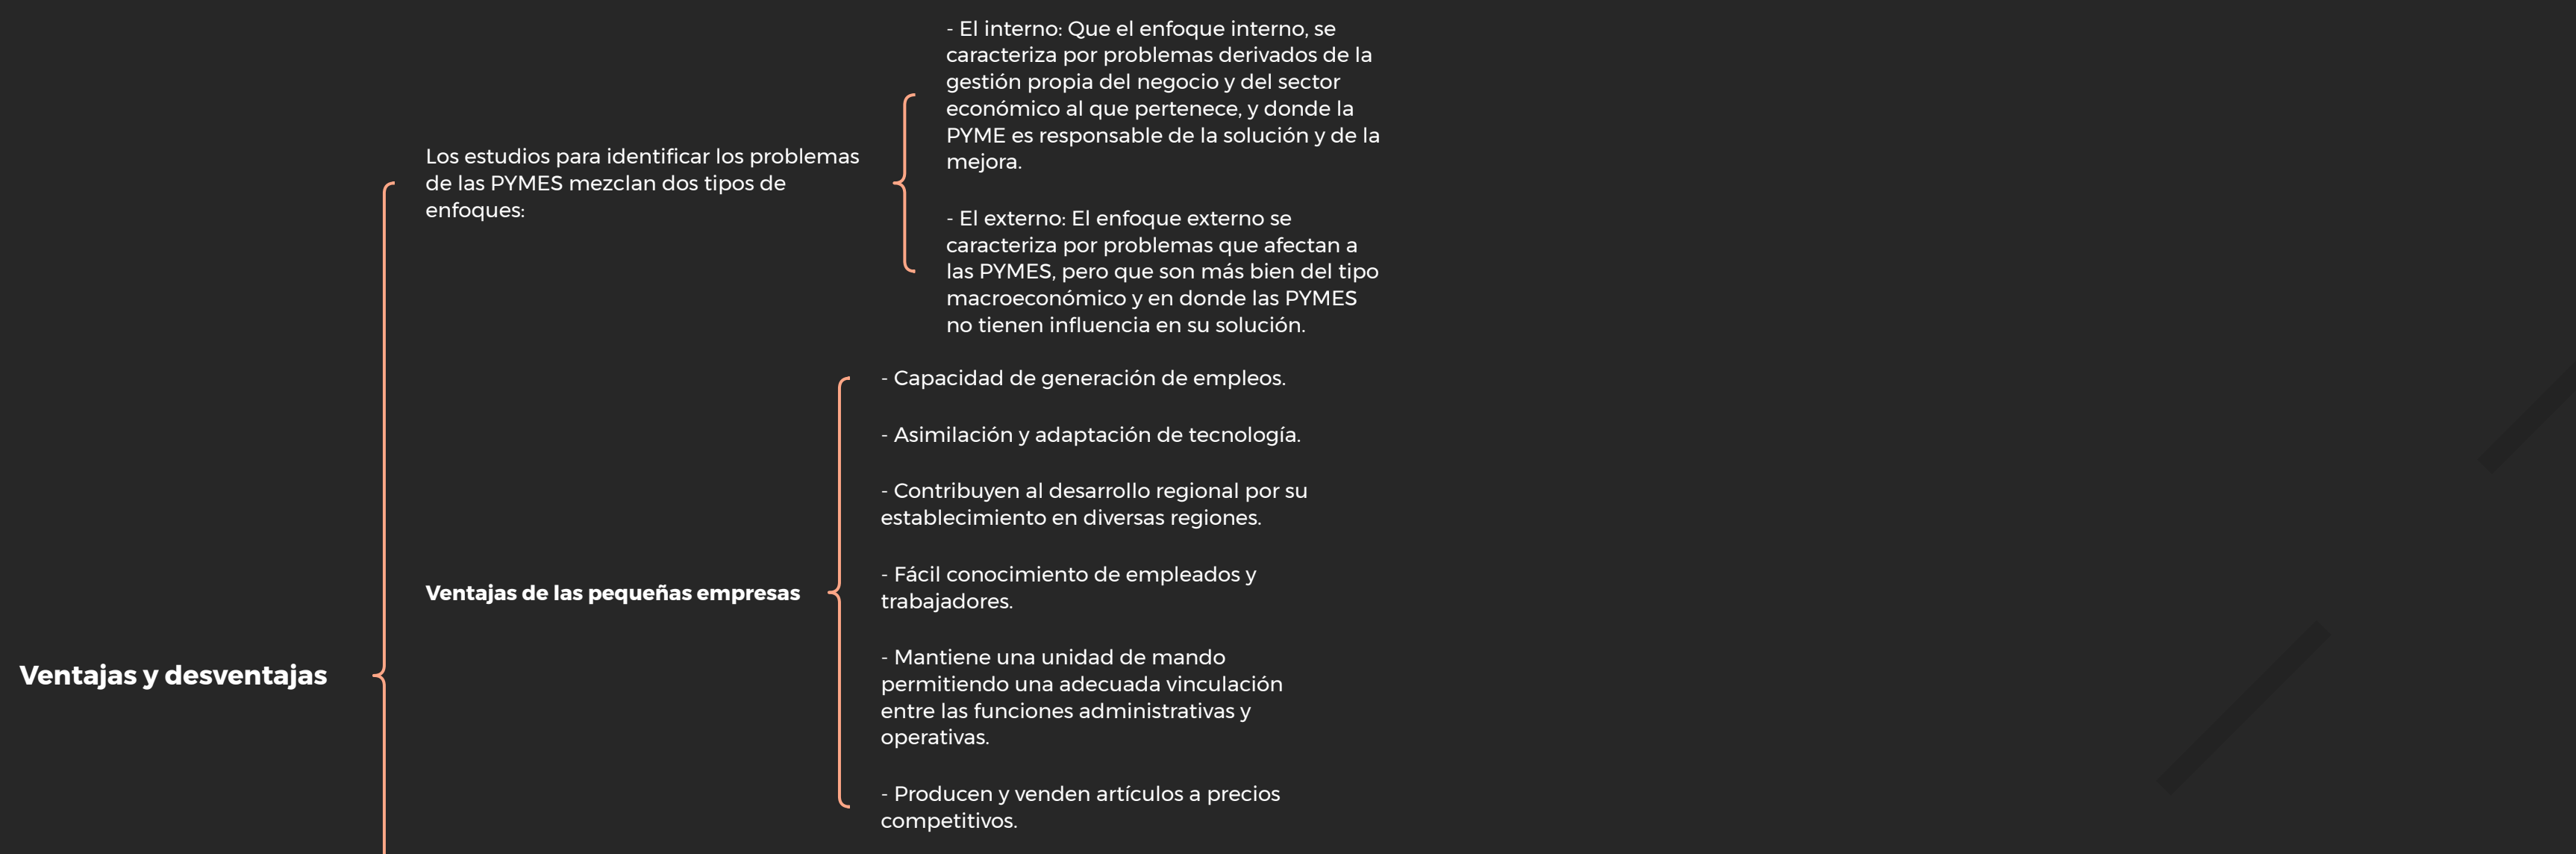 Ventajas y desventajas
Los estudios para identificar los problemas
de las PYMES mezclan dos tipos de
enfoques:
- El interno: Que el enfoque interno, se
caracteriza por problemas derivados de la
gestión propia del negocio y del sector
económico al que pertenece, y donde la
PYME es responsable de la solución y de la
mejora.
- El externo: El enfoque externo se
caracteriza por problemas que afectan a
las PYMES, pero que son más bien del tipo
macroeconómico y en donde las PYMES
no tienen influencia en su solución.
Ventajas de las pequeñas empresas
- Capacidad de generación de empleos.
- Asimilación y adaptación de tecnología.
- Contribuyen al desarrollo regional por su
establecimiento en diversas regiones.
- Fácil conocimiento de empleados y
trabajadores.
- Mantiene una unidad de mando
permitiendo una adecuada vinculación
entre las funciones administrativas y
operativas.
- Producen y venden artículos a precios
competitivos.